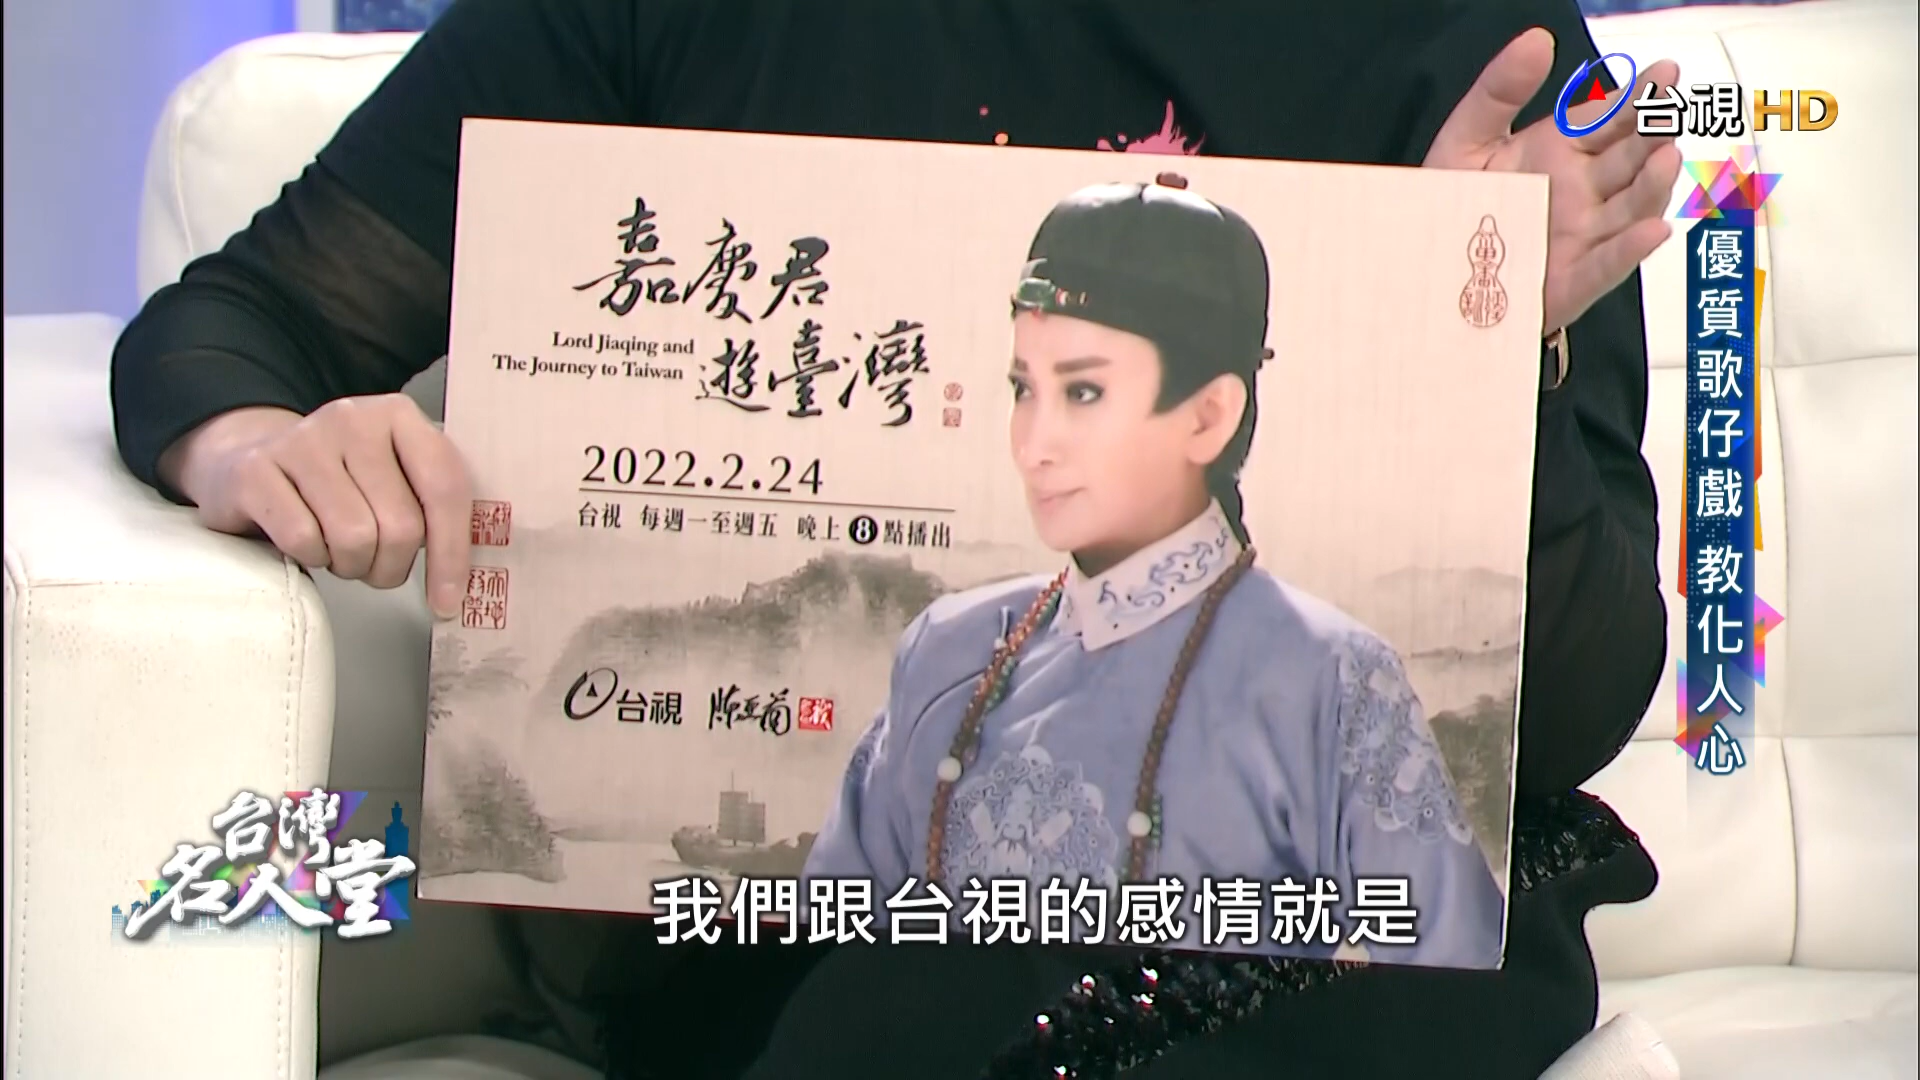 台視 HD
優質歌仔戲 教化人心
嘉慶君
遊臺灣
Lord Jiaqing and
The Journey to Taiwan
2022.2.24
台視 每週一至週五 晚上8點播出
台視 陳亞蘭
台灣
名人堂
我們跟台視的感情就是